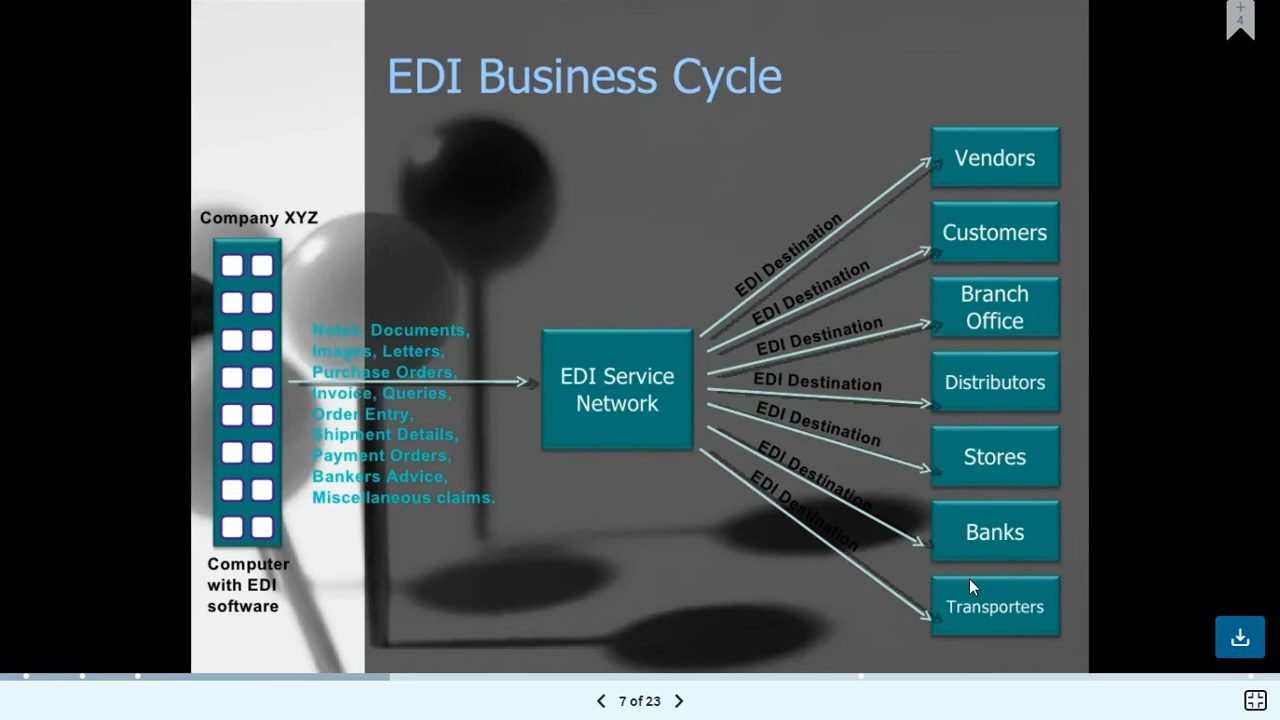 +
4
EDI Business Cycle
Company XYZ
Computer
with EDI
software
Notes, Documents,
Images, Letters,
Purchase Orders,
Invoice, Queries,
Order Entry,
Shipment Details,
Payment Orders,
Bankers Advice,
Miscellaneous claims.
EDI Service
Network
EDI Destination
EDI Destination
EDI Destination
EDI Destination
EDI Destination
EDI Destination
EDI Destination
Vendors
Customers
Branch
Office
Distributors
Stores
Banks
Transporters
7 of 23